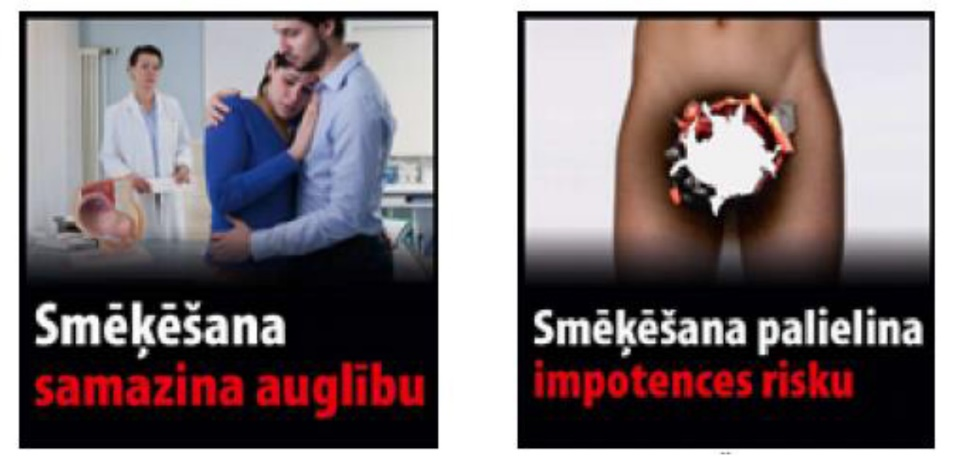 Smēķēšana
samazina auglību
Smēķēšana palielina
impotences risku